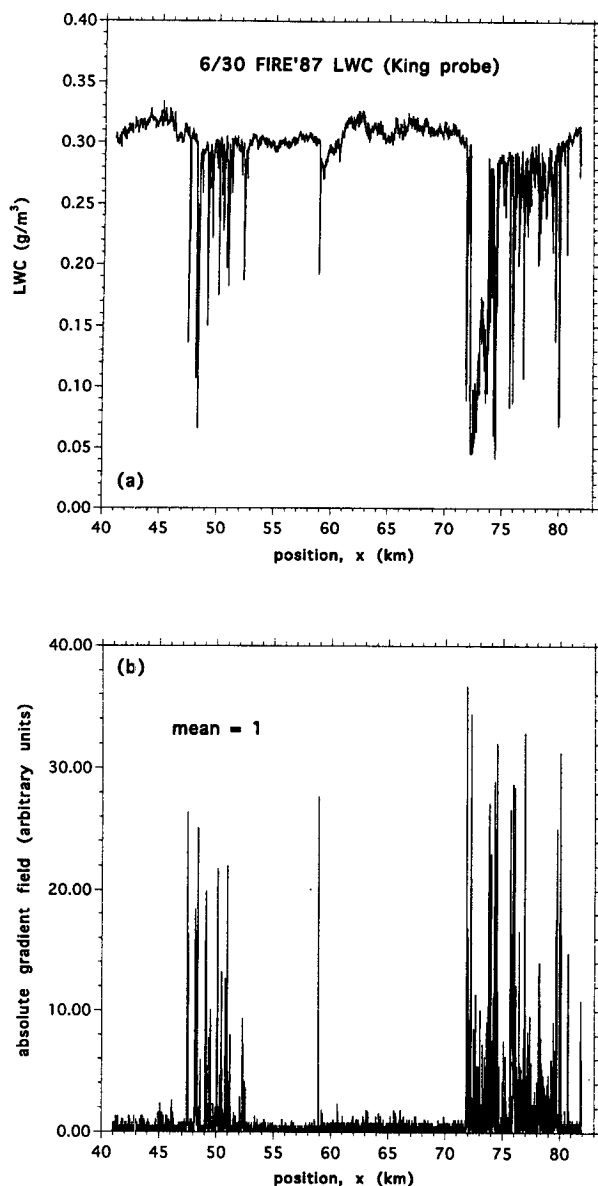 0.40
6/30 FIRE'87 LWC (King probe)
0.35
0.30
0.25
LWC (g/m³)
0.20
0.15
0.10
0.05
(a)
0.00
40 45 50 55 60 65 70 75 80
position, x (km)
40.00
(b)
mean = 1
30.00
absolute gradient field (arbitrary units)
20.00
10.00
0.00
40 45 50 55 60 65 70 75 80
position, x (km)